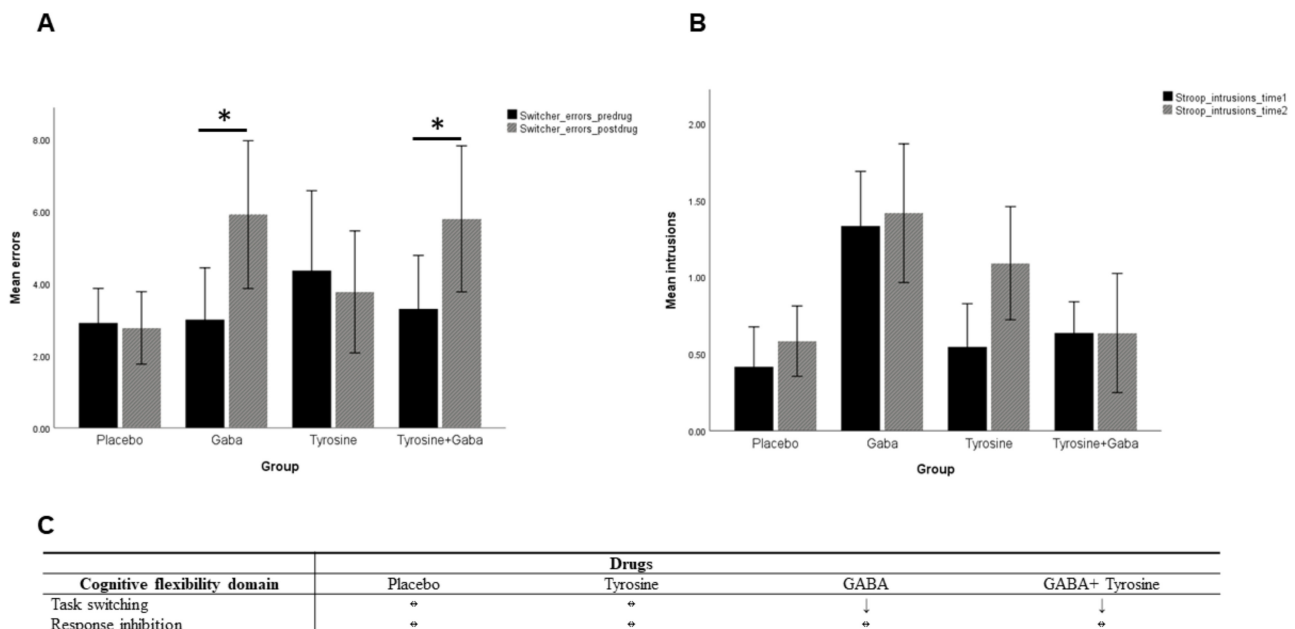 A
B
*
*
Switcher_errors_predrug
Switcher_errors_postdrug
8.00
6.00
4.00
2.00
0.00
Mean errors
Placebo Gaba Tyrosine Tyrosine+Gaba
Group
Stroop_intrusions_time1
Stroop_intrusions_time2
2.00
1.50
1.00
0.50
0.00
Mean intrusions
Placebo Gaba Tyrosine Tyrosine+Gaba
Group
C
Drugs
Cognitive flexibility domain Placebo Tyrosine GABA GABA+ Tyrosine
Task switching ↔ ↔ ↓ ↓
Response inhibition ↔ ↔ ↔ ↔